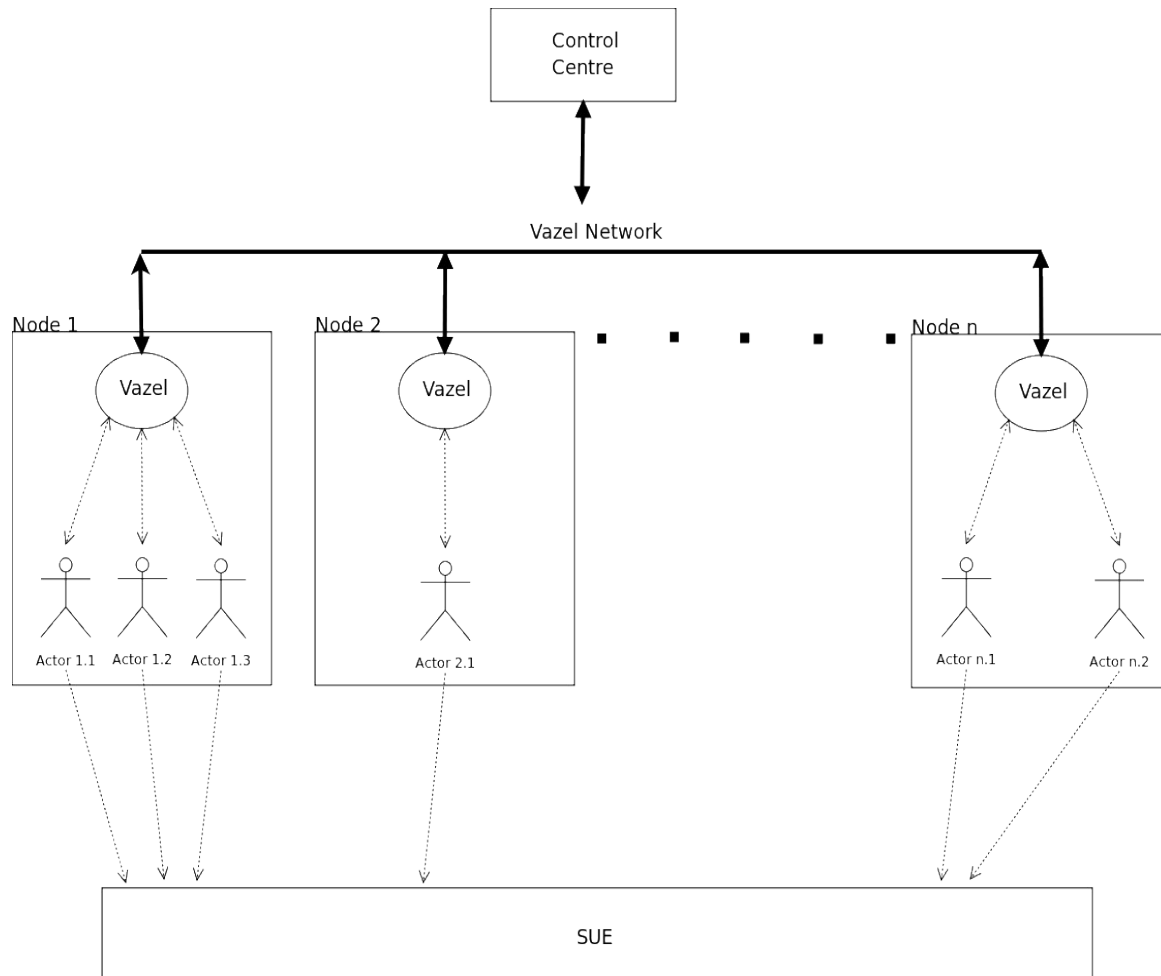 Control
Centre
Vazel Network
Node 1
Node 2
Node n
Vazel
Vazel
Vazel
Actor 1.1
Actor 1.2
Actor 1.3
Actor 2.1
Actor n.1
Actor n.2
SUE